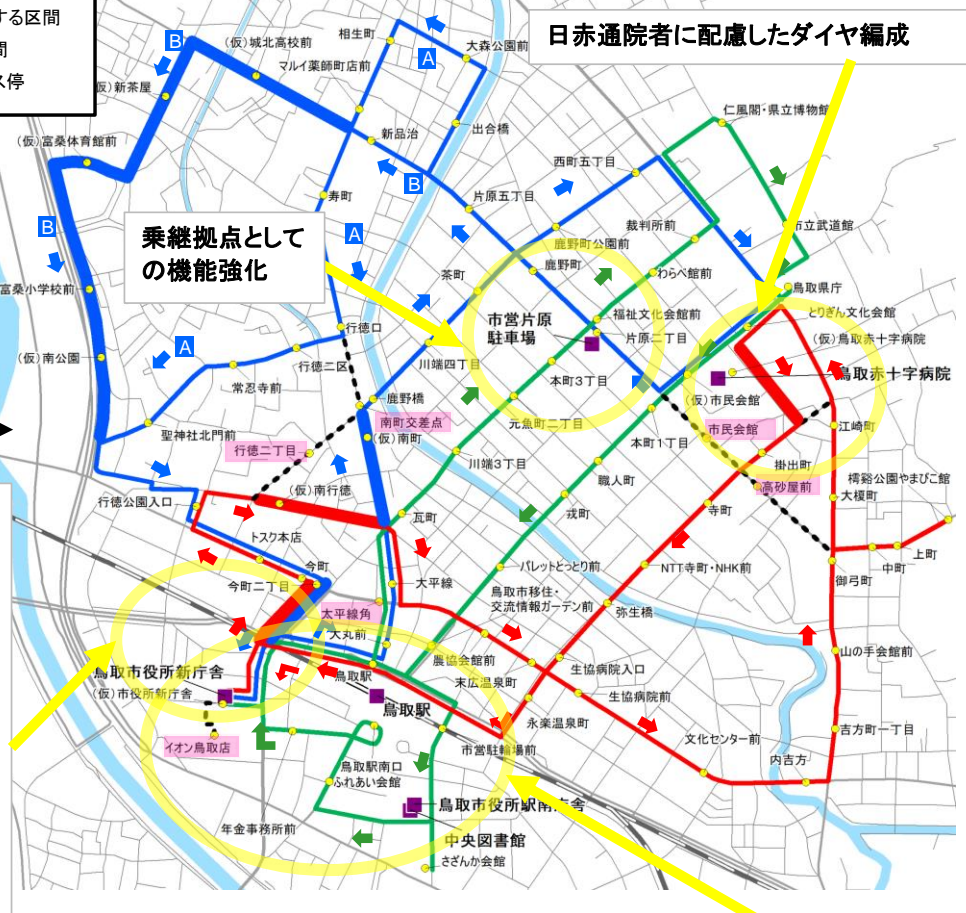 する区間
間
ス停
日赤通院者に配慮したダイヤ編成
乗継拠点として
の機能強化
B
(仮)城北高校前
相生町
A
大森公園前
マルイ薬師町店前
仮)新茶屋
出合橋
新品治
(仮)富桑体育館前
B
仁風閣・県立博物館
西町五丁目
片原五丁目
寿町
裁判所前
市立武道館
B
A
鹿野町公園前
鹿野町
わらべ館前
茶町
鳥取県庁
富桑小学校前
とりぎん文化会館
行徳口
市営片原
駐車場
福祉文化会館前
片原二丁目
(仮)鳥取赤十字病院
(仮)南公園
A
行徳二区
川端四丁目
本町3丁目
鳥取赤十字病院
常忍寺前
鹿野橋
(仮)市民会館
南町交差点
元魚町二丁目
市民会館
江崎町
聖神社北門前
(仮)南町
本町1丁目
行徳二丁目
川端3丁目
掛出町
職人町
高砂屋前
樗谿公園やまびこ館
大榎町
行徳公園入口
(仮)南行徳
瓦町
戎町
寺町
トスク本店
上町
中町
今町
パレットとっとり前
NTT寺町・NHK前
今町二丁目
大平線
御弓町
鳥取市移住・
交流情報ガーデン前
太平線角
弥生橋
大丸前
農協会館前
生協病院入口
山の手会館前
鳥取市役所新庁舎
鳥取駅
末広温泉町
生協病院前
(仮)市役所新庁舎
鳥取駅
永楽温泉町
イオン鳥取店
市営駐輪場前
文化センター前
吉方町一丁目
内吉方
鳥取駅南口
ふれあい会館
鳥取市役所駅南庁舎
年金事務所前
中央図書館
さざんか会館